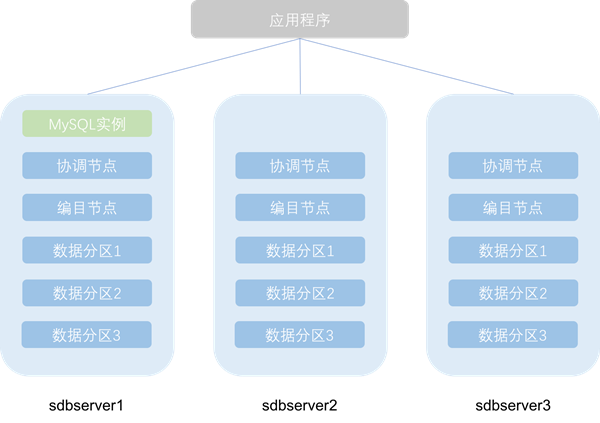 应用程序
MySQL实例
协调节点
编目节点
数据分区1
数据分区2
数据分区3
sdbserver1
协调节点
编目节点
数据分区1
数据分区2
数据分区3
sdbserver2
协调节点
编目节点
数据分区1
数据分区2
数据分区3
sdbserver3